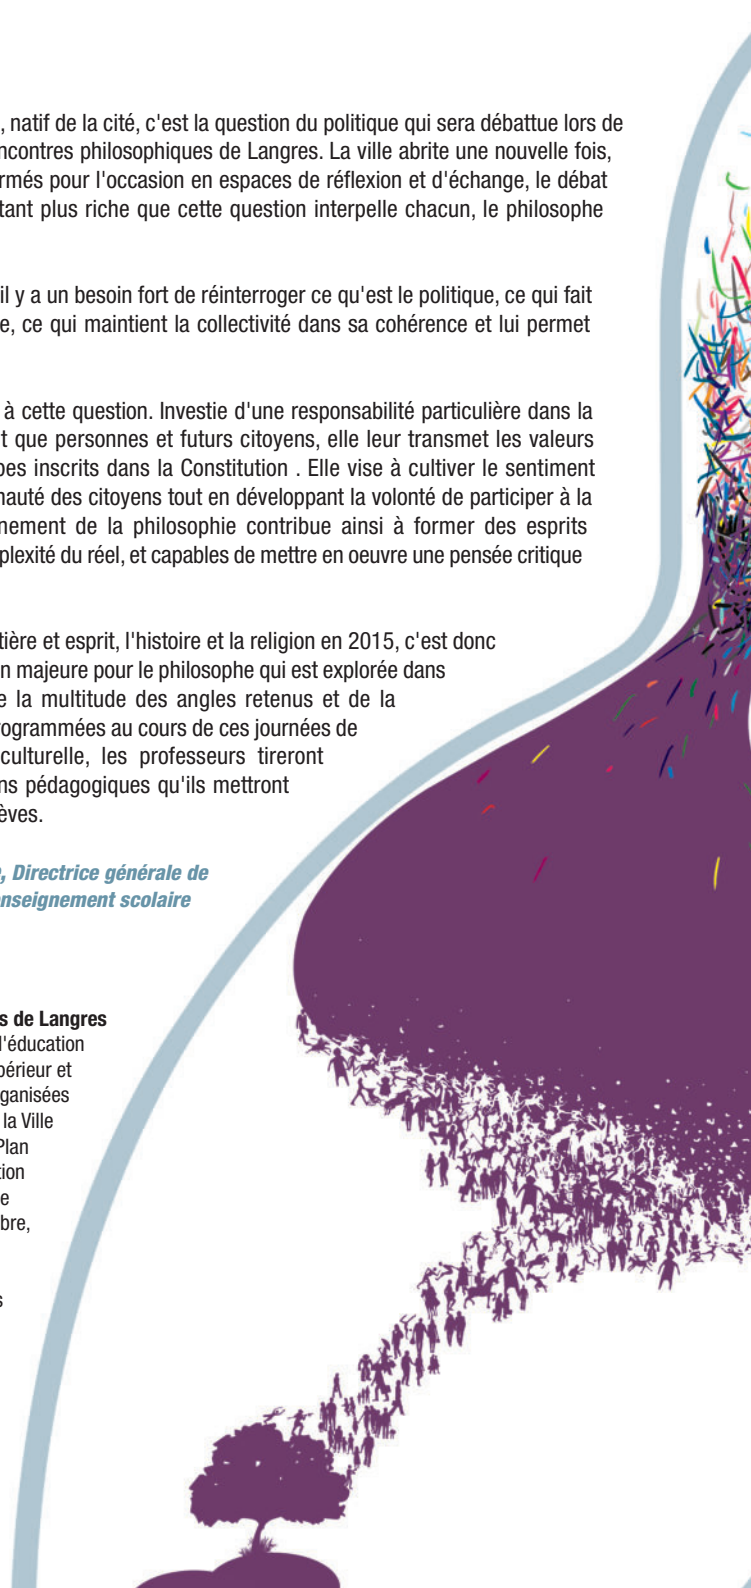 , natif de la cité, c'est la question du politique qui sera débattue lors de
ncontres philosophiques de Langres. La ville abrite une nouvelle fois,
rmés pour l'occasion en espaces de réflexion et d'échange, le débat
tant plus riche que cette question interpelle chacun, le philosophe
il y a un besoin fort de réinterroger ce qu'est le politique, ce qui fait
e, ce qui maintient la collectivité dans sa cohérence et lui permet
à cette question. Investie d'une responsabilité particulière dans la
t que personnes et futurs citoyens, elle leur transmet les valeurs
pes inscrits dans la Constitution . Elle vise à cultiver le sentiment
nauté des citoyens tout en développant la volonté de participer à la
nement de la philosophie contribue ainsi à former des esprits
plexité du réel, et capables de mettre en oeuvre une pensée critique
tière et esprit, l'histoire et la religion en 2015, c'est donc
n majeure pour le philosophe qui est explorée dans
e la multitude des angles retenus et de la
rogrammées au cours de ces journées de
culturelle, les professeurs tireront
ns pédagogiques qu'ils mettront
èves.
, Directrice générale de
nseignement scolaire
s de Langres
l'éducation
périeur et
ganisées
la Ville
Plan
tion
e
bre,
s